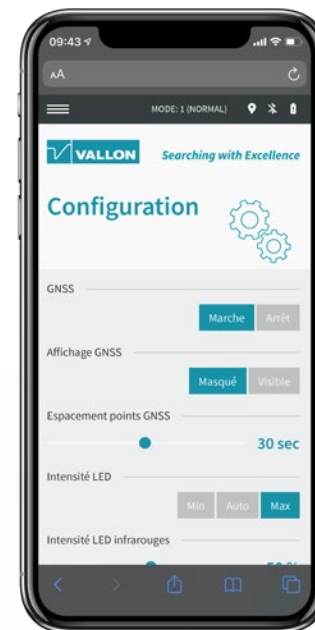 09:43
AA
MODE: 1 (NORMAL)
VALLON
Searching with Excellence
Configuration
GNSS
Marche Arrêt
Affichage GNSS
Masqué Visible
Espacement points GNSS
30 sec
Intensité LED
Min Auto Max
Intensité LED infrarouges